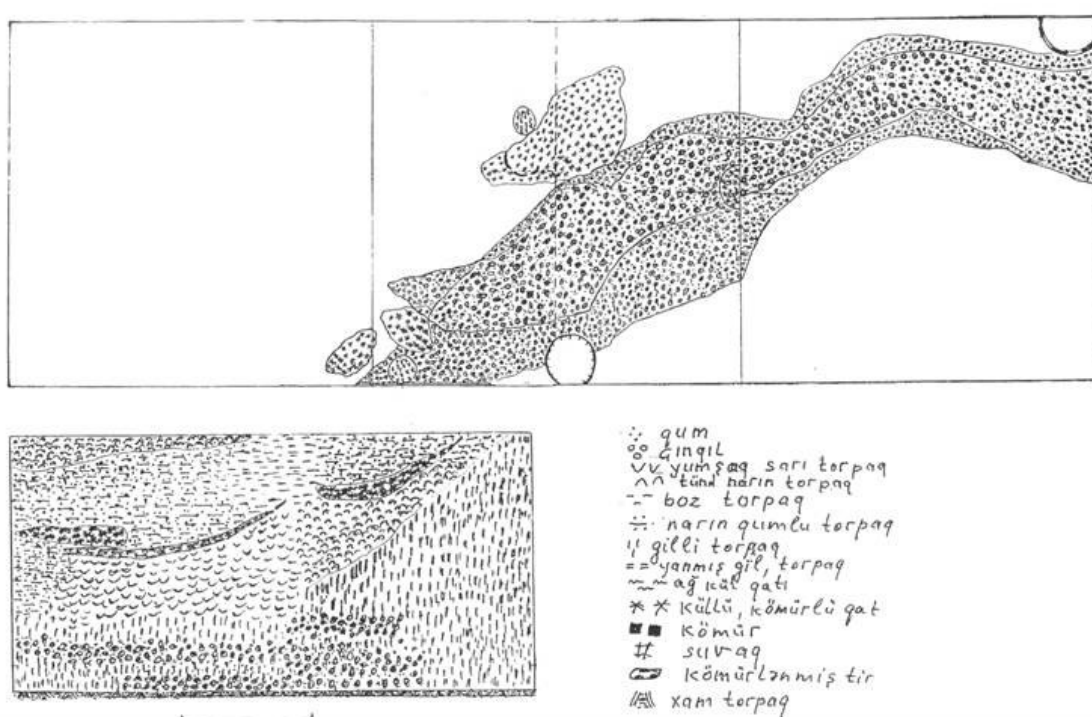 qum
çınqıl
yumşaq sarı torpaq
tünd narın torpaq
boz torpaq
narın qumlu torpaq
gilli torpaq
yanmış gil, torpaq
ağ kül qatı
küllü, kömürlü qat
kömür
suvaq
kömürlənmiş tir
xam torpaq